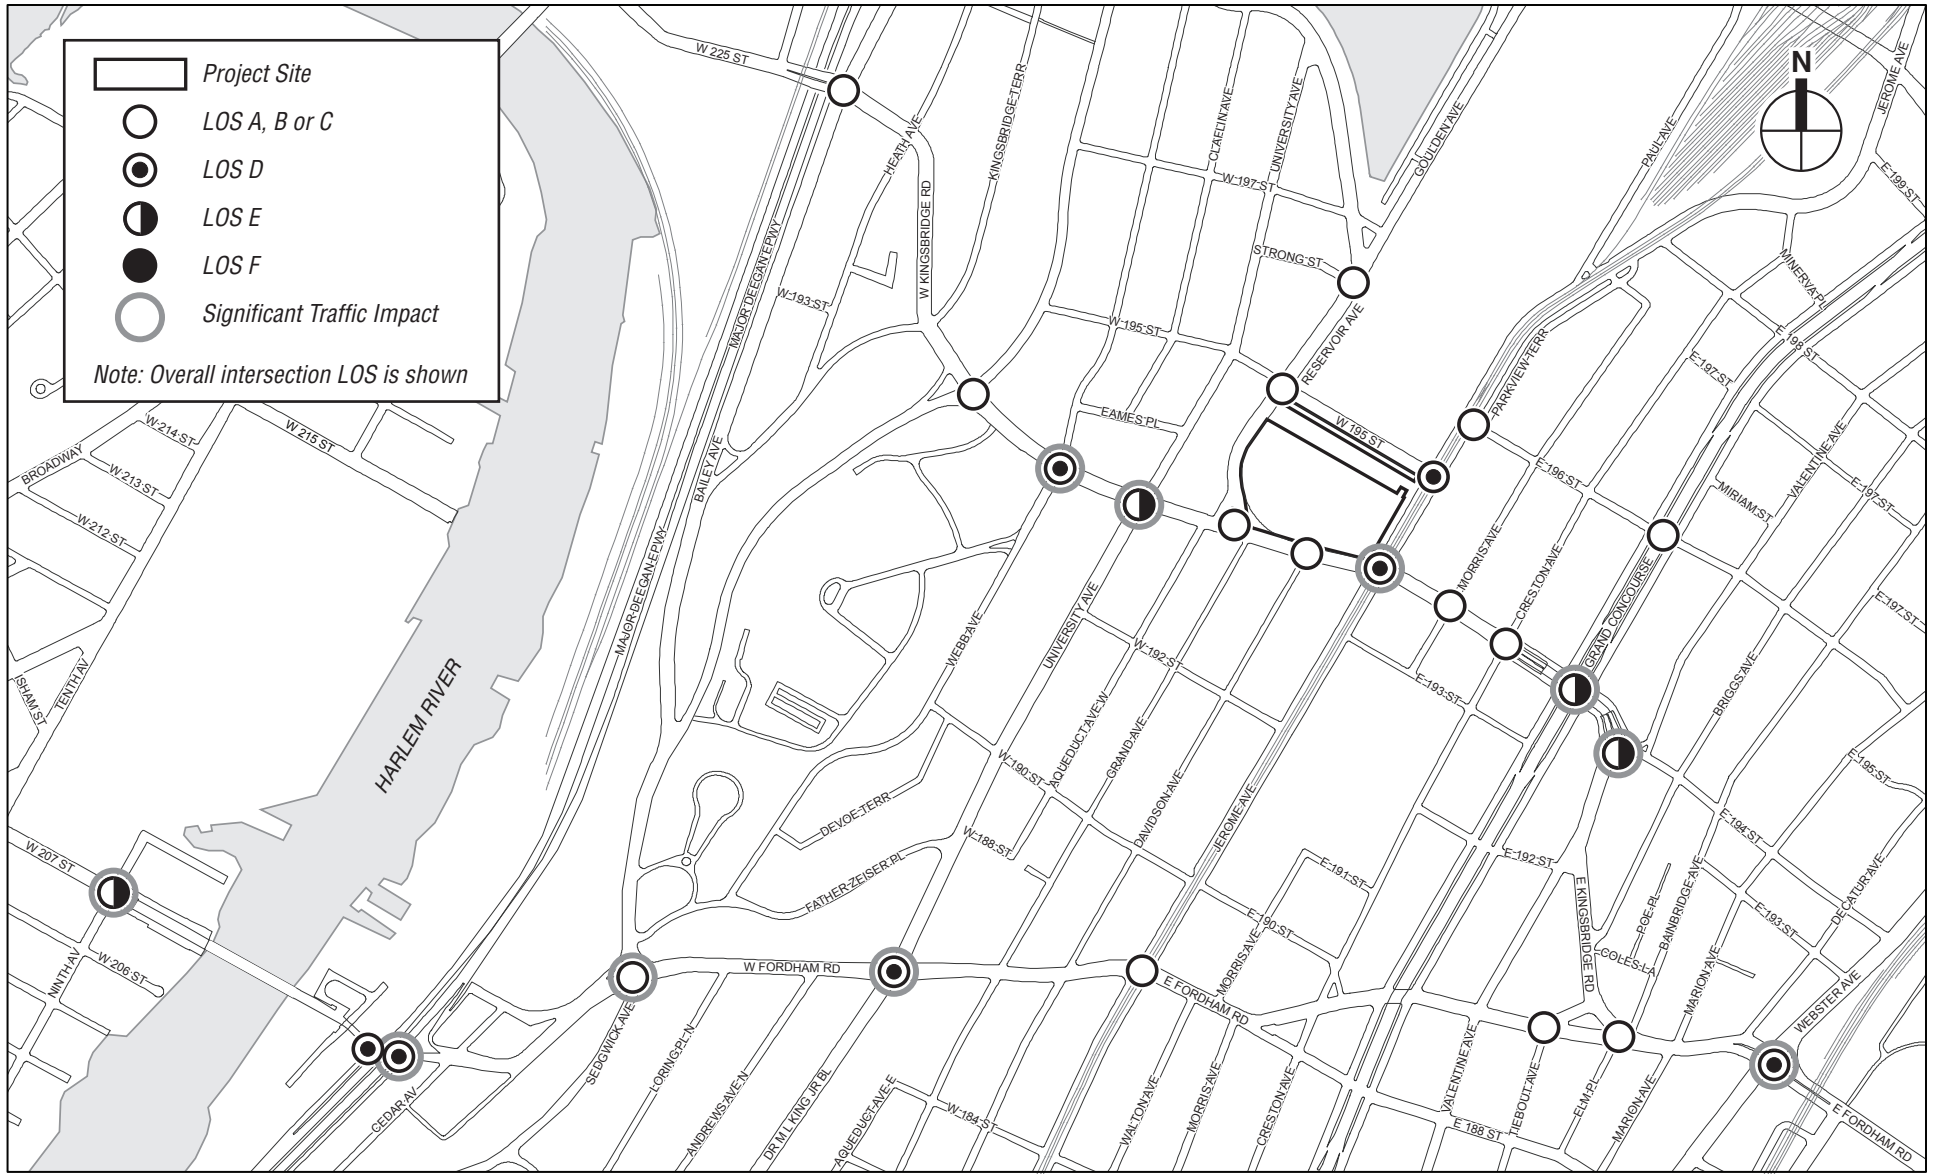 Project Site
LOS A, B or C
LOS D
LOS E
LOS F
Significant Traffic Impact
Note: Overall intersection LOS is shown
N
W 225 ST
HEATH AVE
KINGSBRIDGE TERR
W KINGSBRIDGE RD
CLAFLIN AVE
UNIVERSITY AVE
GOULDEN AVE
PAUL AVE
JEROME AVE
E 199 ST
W 197 ST
STRONG ST
MAJOR DEEGAN EPWY
W 193 ST
W 195 ST
RESERVOIR AVE
PARKVIEW TERR
MINERVA PL
E 198 ST
E 197 ST
EAMES PL
W 195 ST
E 196 ST
VALENTINE AVE
MIRIAM ST
E 197 ST
W 214 ST
W 215 ST
BROADWAY
W 213 ST
W 212 ST
BAILEY AVE
MAJOR DEEGAN EPWY
MORRIS AVE
CRESTON AVE
GRAND CONCOURSE
E 197 ST
WEBB AVE
UNIVERSITY AVE
W 192 ST
E 193 ST
BRIGGS AVE
ISHAM ST
TENTH AV
HARLEM RIVER
AQUEDUCT AVE W
GRAND AVE
W 190 ST
E 195 ST
DAVIDSON AVE
JEROME AVE
DEVOE TERR
W 188 ST
E 194 ST
E 192 ST
E 191 ST
W 207 ST
FATHER ZEISER PL
E KINGSBRIDGE RD
POE PL
BAINBRIDGE AVE
DECATUR AVE
E 193 ST
E 190 ST
MORRIS AVE
COLES LA
MARION AVE
NINTH AV
W 206 ST
W FORDHAM RD
E FORDHAM RD
WEBSTER AVE
SEDGWICK AVE
LORING PL N
ANDREWS AVE N
DR M L KING JR BL
AQUEDUCT AVE E
W 184 ST
CEDAR AV
WALTON AVE
MORRIS AVE
CRESTON AVE
VALENTINE AVE
E 188 ST
TIEBOUT AVE
ELM PL
MARION AVE
E FORDHAM RD